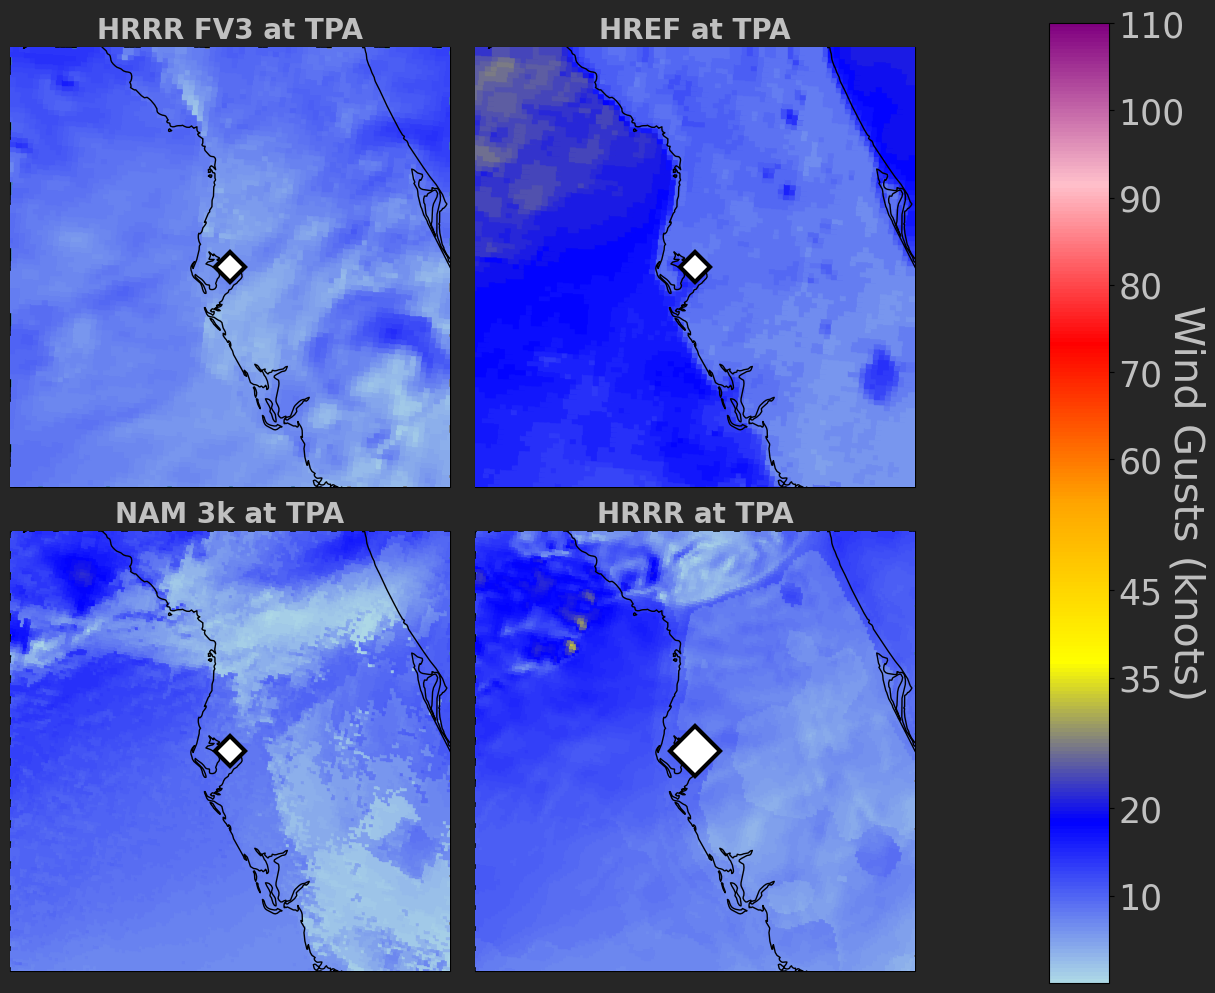 HRRR FV3 at TPA
HREF at TPA
NAM 3k at TPA
HRRR at TPA
110
100
90
80
70
60
45
35
20
10
Wind Gusts (knots)